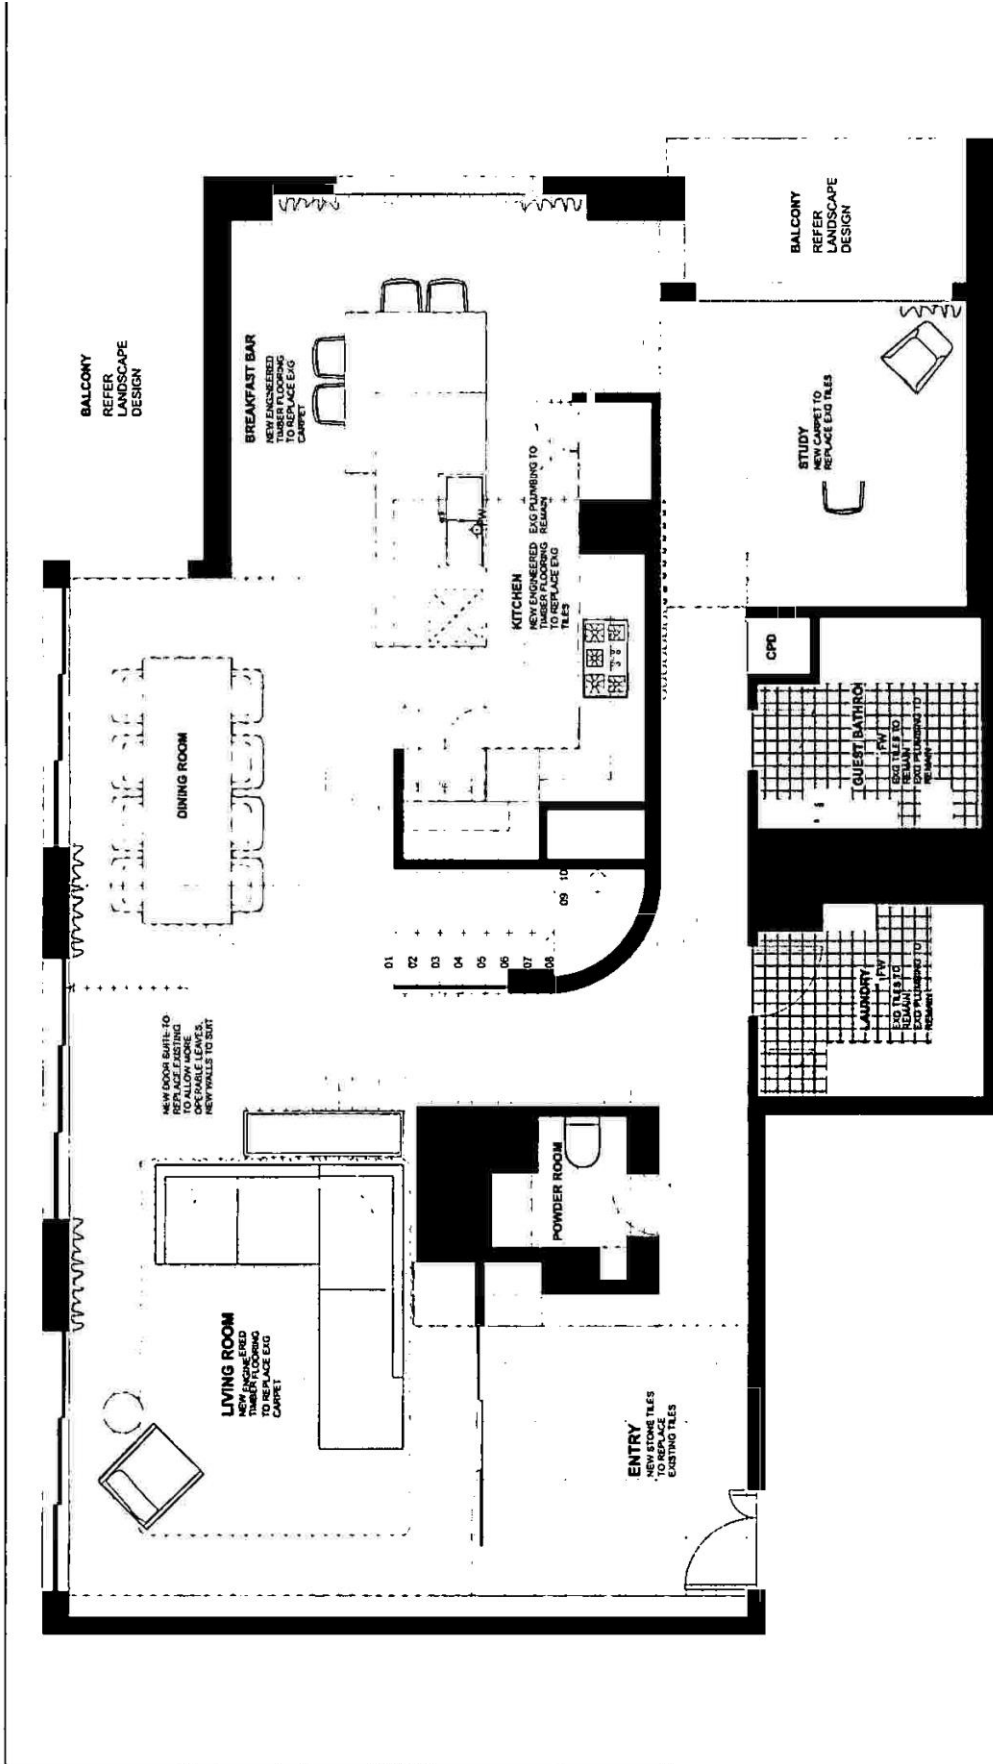 BALCONY
REFER
LANDSCAPE
DESIGN
BALCONY
REFER
LANDSCAPE
DESIGN
BREAKFAST BAR
NEW ENGINEERED
TIMBER FLOORING
TO REPLACE EXG
CARPET
STUDY
NEW CARPET TO
REPLACE EXG TILES
KITCHEN
NEW ENGINEERED
TIMBER FLOORING
TO REPLACE EXG
TILES
EXG PLUMBING TO
REMAIN
FW
DINING ROOM
CPD
GUEST BATHRO
FW
EXG TILES TO
REMAIN
EXG PLUMBING TO
REMAIN
01
02
03
04
05
06
07
08
09
10
LAUNDRY
FW
EXG TILES TO
REMAIN
EXG PLUMBING TO
REMAIN
NEW DOOR SUITE TO
REPLACE EXISTING
TO ALLOW MORE
OPERABLE LEAVES,
NEW WALLS TO SUIT
POWDER ROOM
LIVING ROOM
NEW ENGINEERED
TIMBER FLOORING
TO REPLACE EXG
CARPET
ENTRY
NEW STONE TILES
TO REPLACE
EXISTING TILES